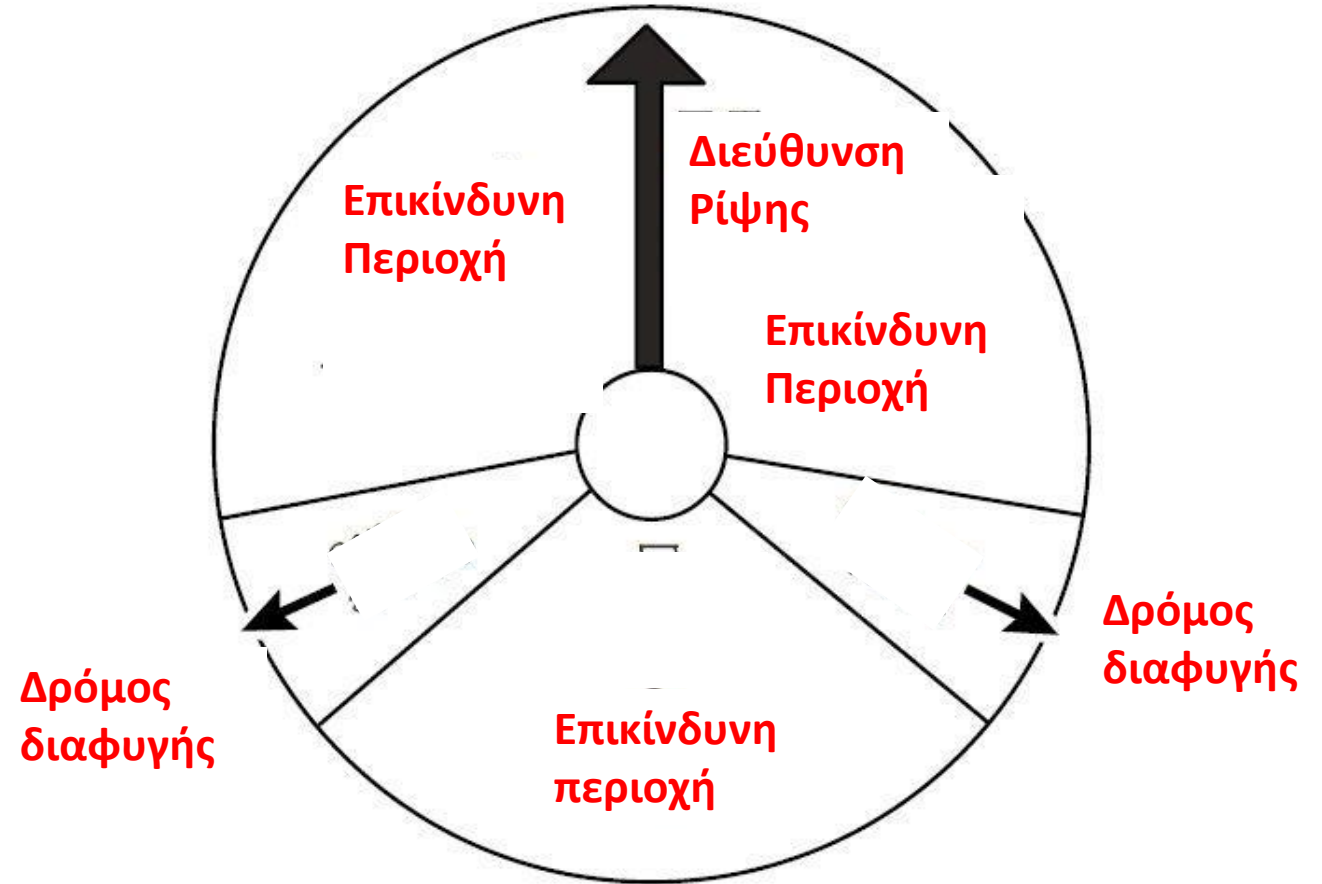 Διεύθυνση
Ρίψης
Επικίνδυνη
Περιοχή
Επικίνδυνη
Περιοχή
Δρόμος
διαφυγής
Δρόμος
διαφυγής
Επικίνδυνη
περιοχή